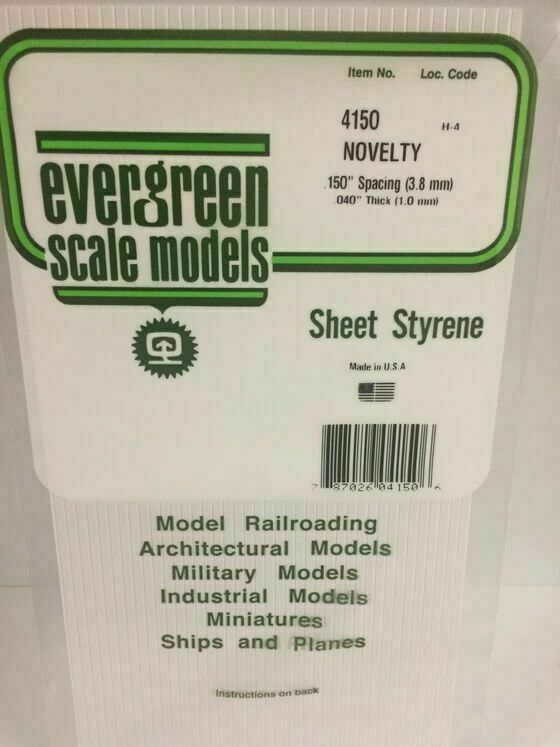 Item No. Loc. Code
4150 H-4
NOVELTY
.150" Spacing (3.8 mm)
.040" Thick (1.0 mm)
evergreen
scale models
Sheet Styrene
Made in U.S.A
7 87026 04150 6
Model Railroading
Architectural Models
Military Models
Industrial Models
Miniatures
Ships and Planes
Instructions on back